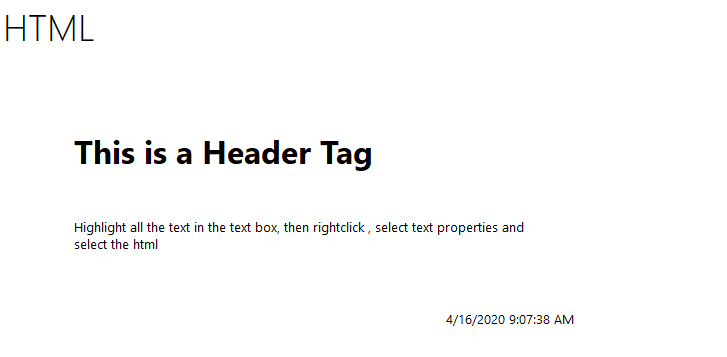 HTML
This is a Header Tag
Highlight all the text in the text box, then rightclick , select text properties and
select the html
4/16/2020 9:07:38 AM